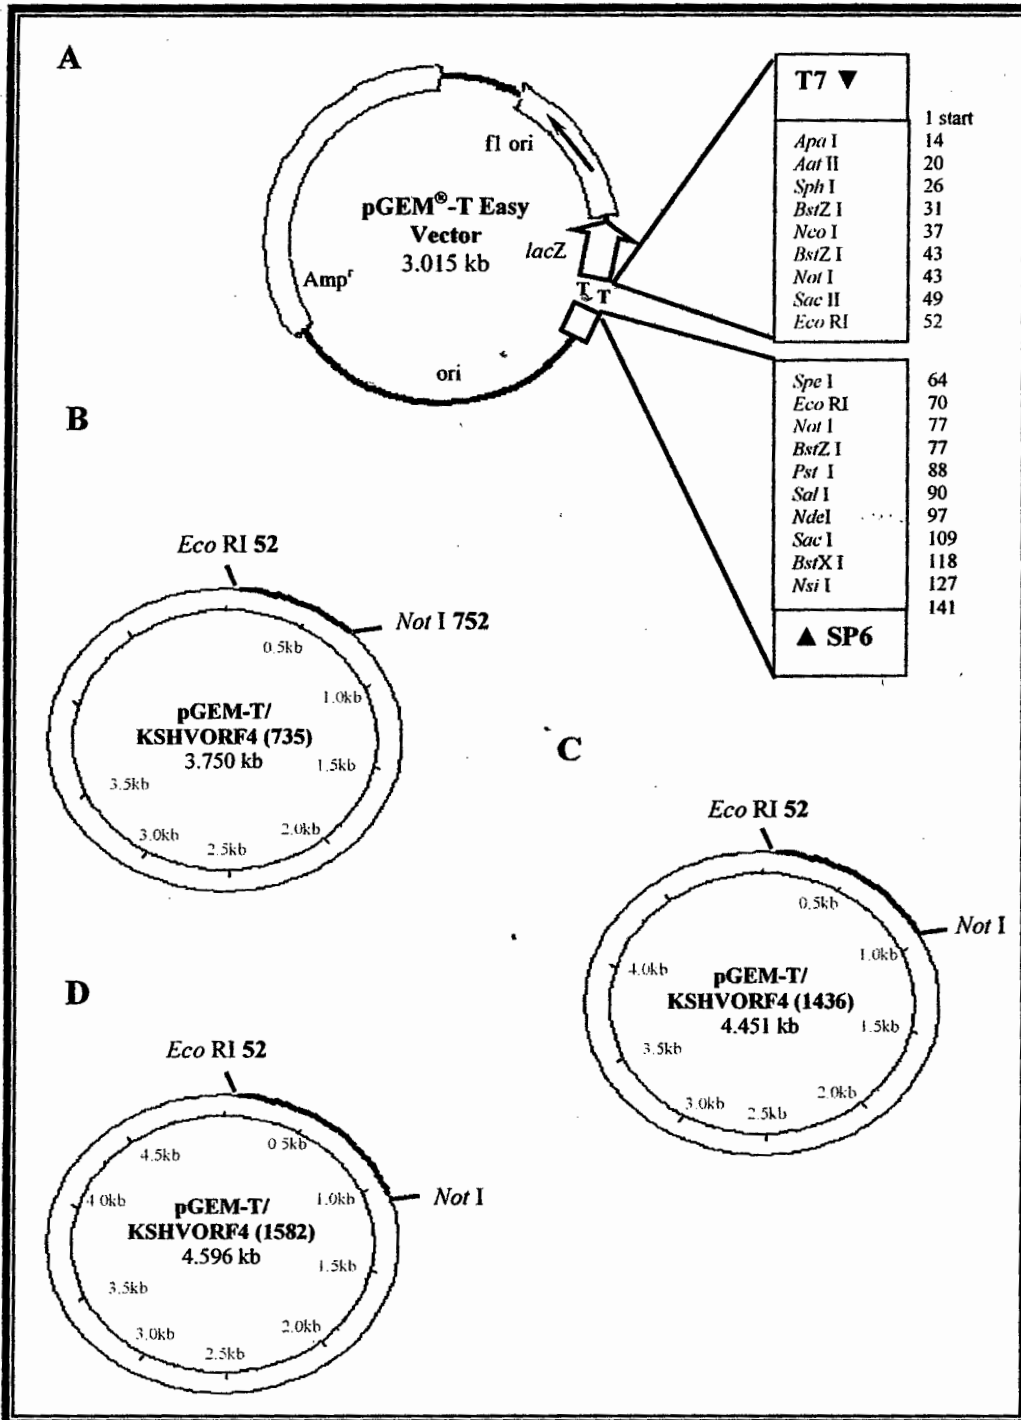 A
f1 ori
pGEM®-T Easy
Vector
3.015 kb
lacZ
Ampʳ
T T
ori
T7 ▼
1 start
Apa I 14
Aat II 20
Sph I 26
BstZ I 31
Nco I 37
BstZ I 43
Not I 43
Sac II 49
Eco RI 52
Spe I 64
Eco RI 70
Not I 77
BstZ I 77
Pst I 88
Sal I 90
NdeI 97
Sac I 109
BstX I 118
Nsi I 127
141
▲ SP6
B
Eco RI 52
Not I 752
0.5kb
1.0kb
1.5kb
2.0kb
2.5kb
3.0kb
3.5kb
pGEM-T/
KSHVORF4 (735)
3.750 kb
C
Eco RI 52
Not I
0.5kb
1.0kb
1.5kb
2.0kb
2.5kb
3.0kb
3.5kb
4.0kb
pGEM-T/
KSHVORF4 (1436)
4.451 kb
D
Eco RI 52
Not I
0 5kb
1.0kb
1.5kb
2.0kb
2.5kb
3.0kb
3.5kb
4 0kb
4.5kb
pGEM-T/
KSHVORF4 (1582)
4.596 kb